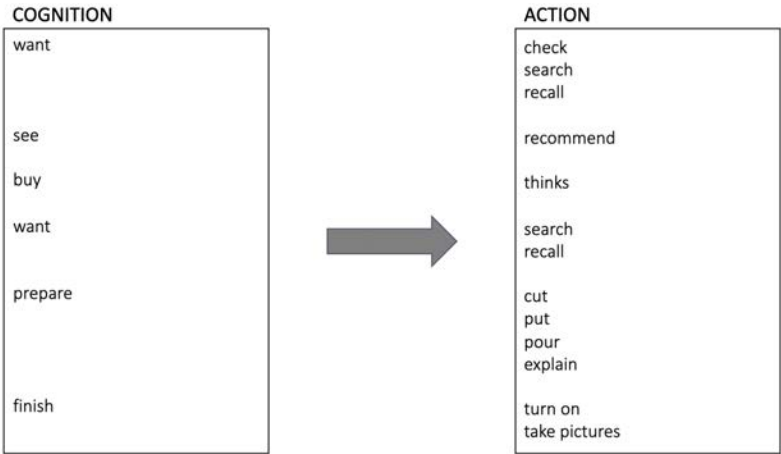 COGNITION
want
see
buy
want
prepare
finish
ACTION
check
search
recall
recommend
thinks
search
recall
cut
put
pour
explain
turn on
take pictures